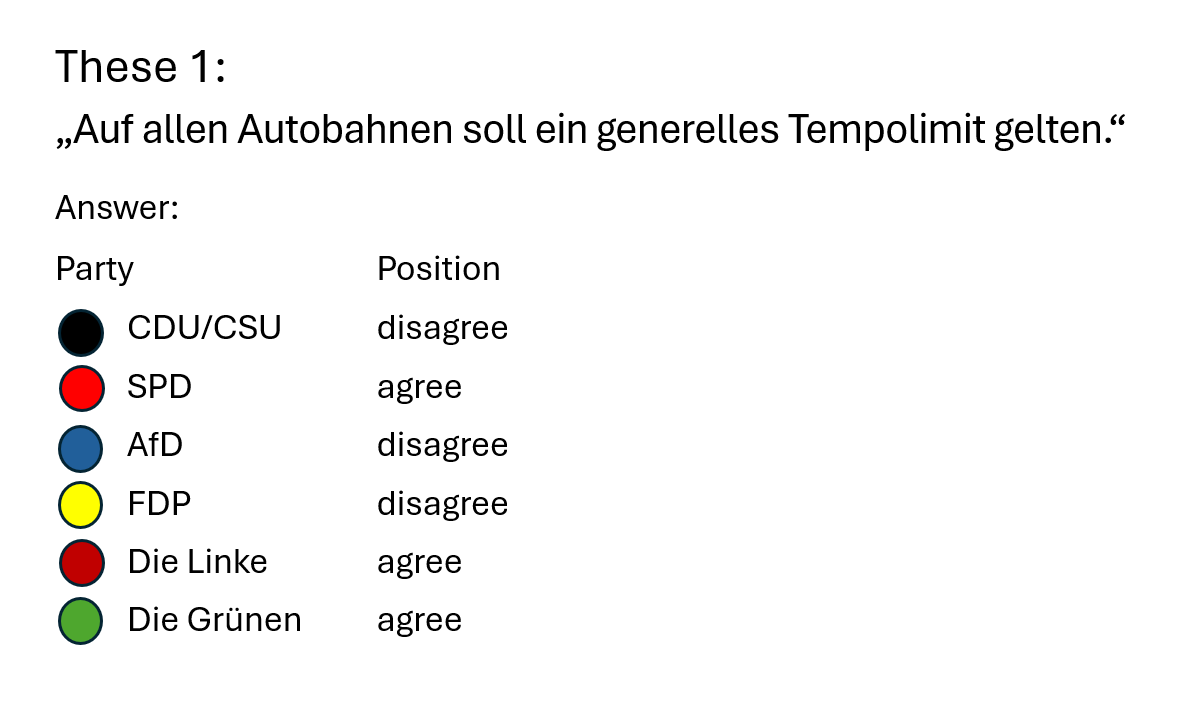 These 1:
„Auf allen Autobahnen soll ein generelles Tempolimit gelten.“
Answer:
Party Position
CDU/CSU disagree
SPD agree
AfD disagree
FDP disagree
Die Linke agree
Die Grünen agree